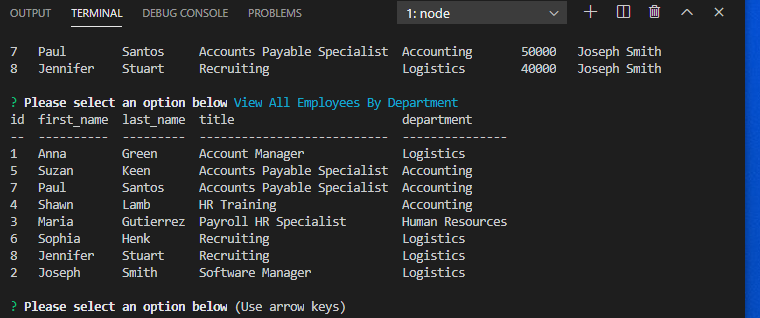 OUTPUT TERMINAL DEBUG CONSOLE PROBLEMS 1: node
7 Paul Santos Accounts Payable Specialist Accounting 50000 Joseph Smith
8 Jennifer Stuart Recruiting Logistics 40000 Joseph Smith
? Please select an option below View All Employees By Department
id first_name last_name title department
-- ---------- --------- --------------------------- ---------------
1 Anna Green Account Manager Logistics
5 Suzan Keen Accounts Payable Specialist Accounting
7 Paul Santos Accounts Payable Specialist Accounting
4 Shawn Lamb HR Training Accounting
3 Maria Gutierrez Payroll HR Specialist Human Resources
6 Sophia Henk Recruiting Logistics
8 Jennifer Stuart Recruiting Logistics
2 Joseph Smith Software Manager Logistics
? Please select an option below (Use arrow keys)